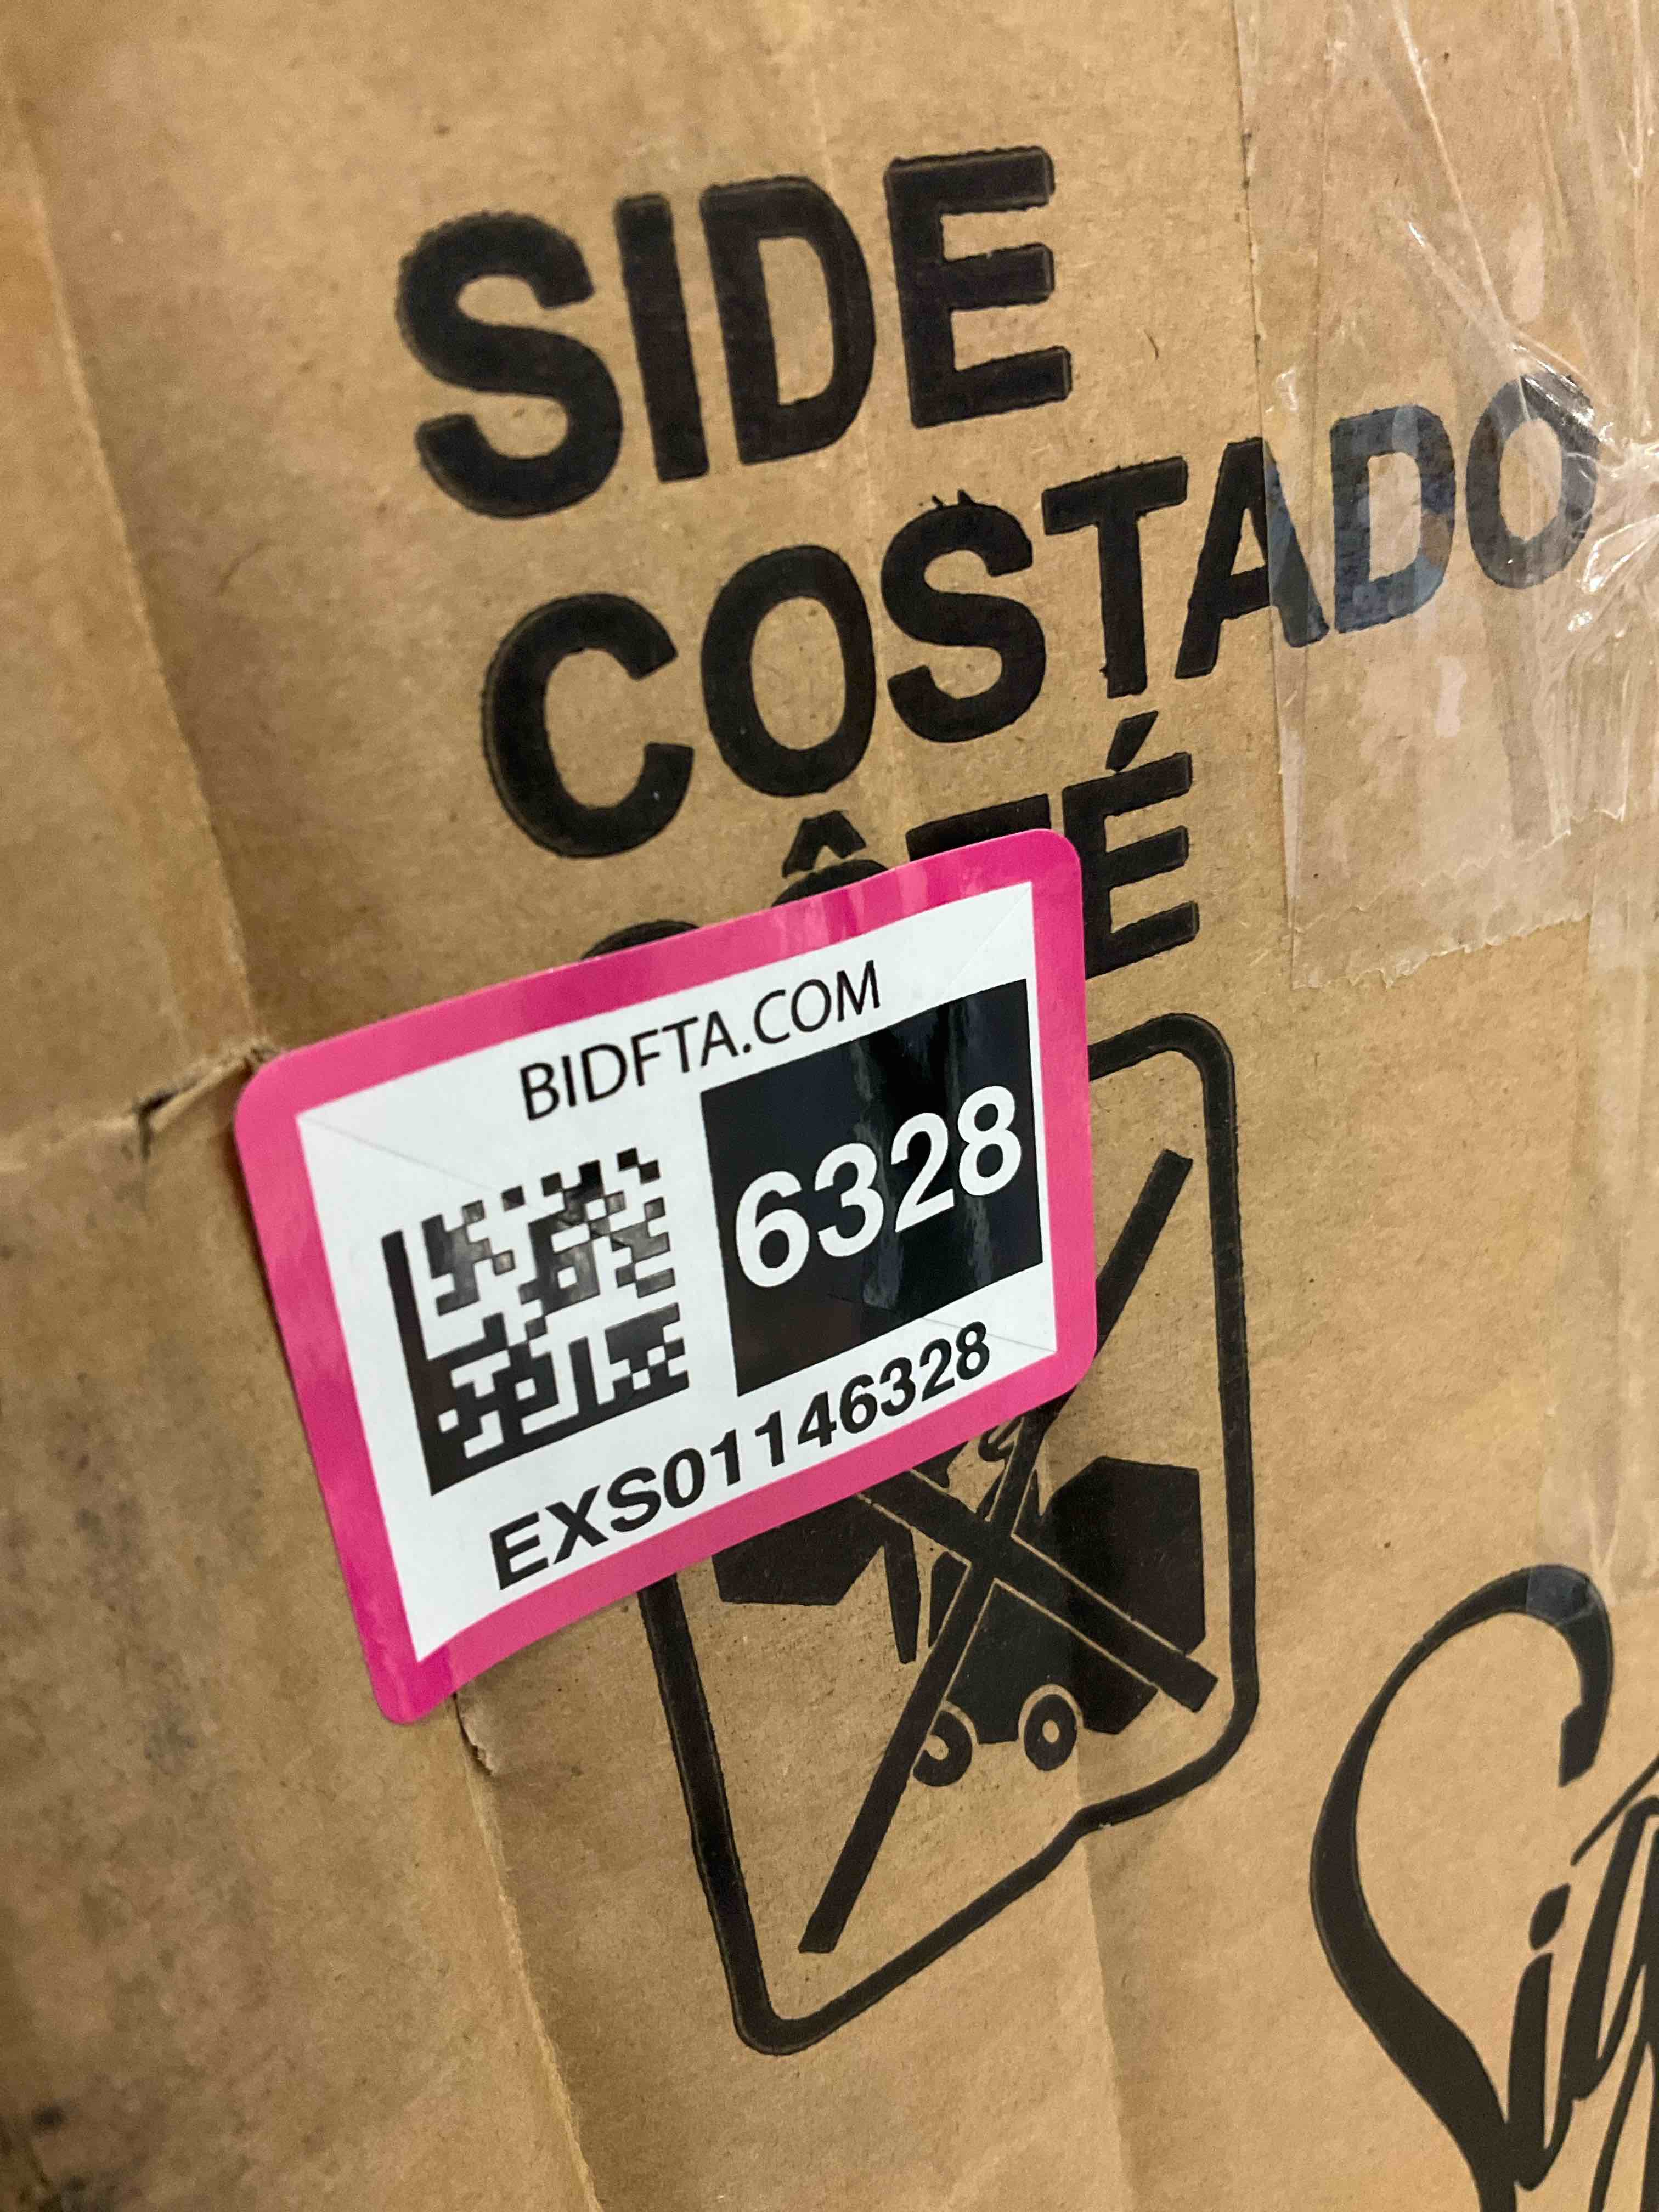 SIDE
COSTADO
CÔTÉ
BIDFTA.COM
6328
EXS01146328